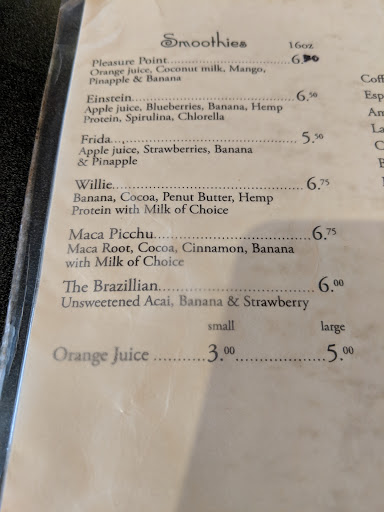 Smoothies 16oz
Pleasure Point..................................6.50
Orange juice, Coconut milk, Mango,
Pinapple & Banana
Einstein...........................................6.50
Apple juice, Blueberries, Banana, Hemp
Protein, Spirulina, Chlorella
Frida................................................5.50
Apple juice, Strawberries, Banana
& Pinapple
Willie................................................6.75
Banana, Cocoa, Penut Butter, Hemp
Protein with Milk of Choice
Maca Picchu....................................6.75
Maca Root, Cocoa, Cinnamon, Banana
with Milk of Choice
The Brazillian...................................6.00
Unsweetened Acai, Banana & Strawberry
small large
Orange Juice ...........3.00....................5.00
Coff
Esp